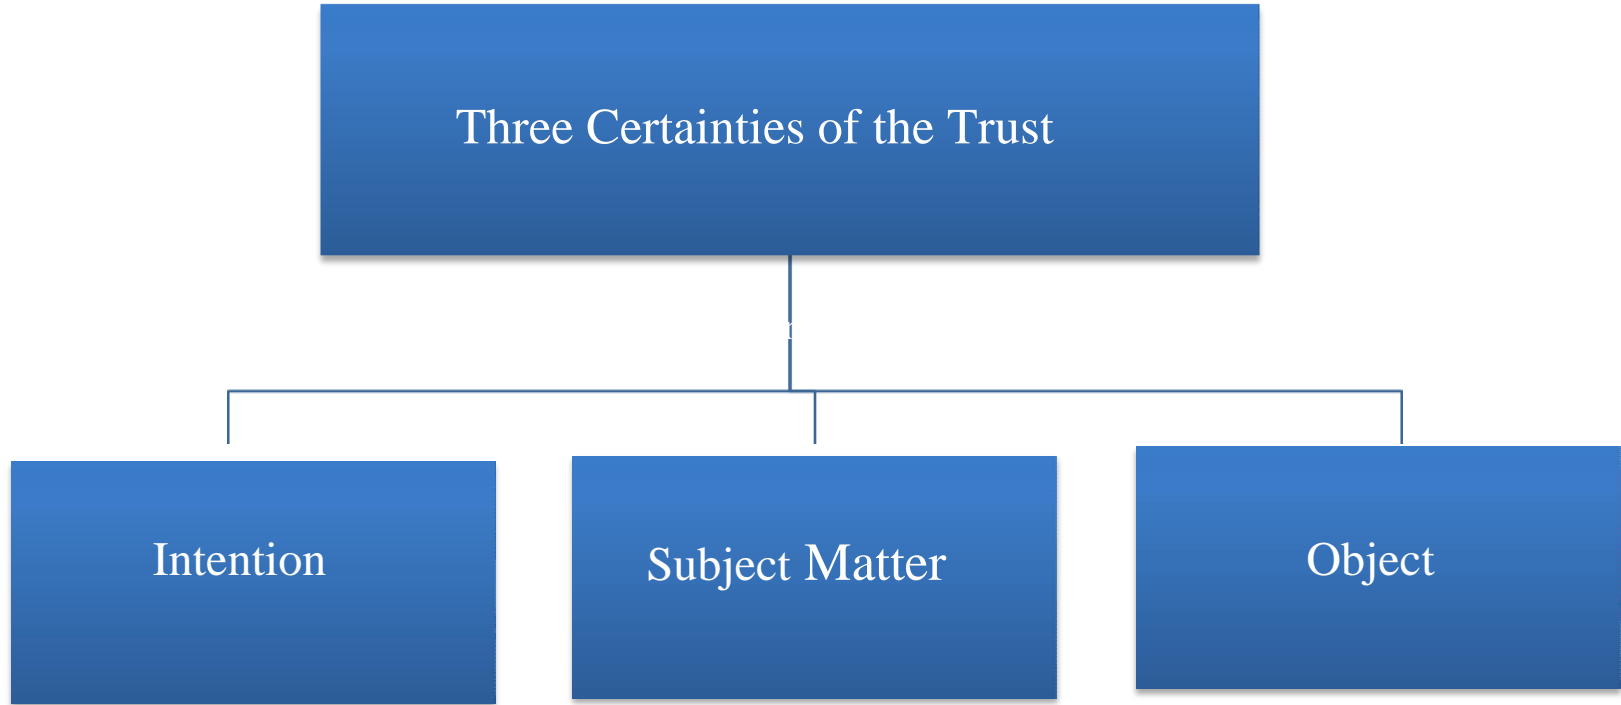 Three Certainties of the Trust
Intention
Subject Matter
Object